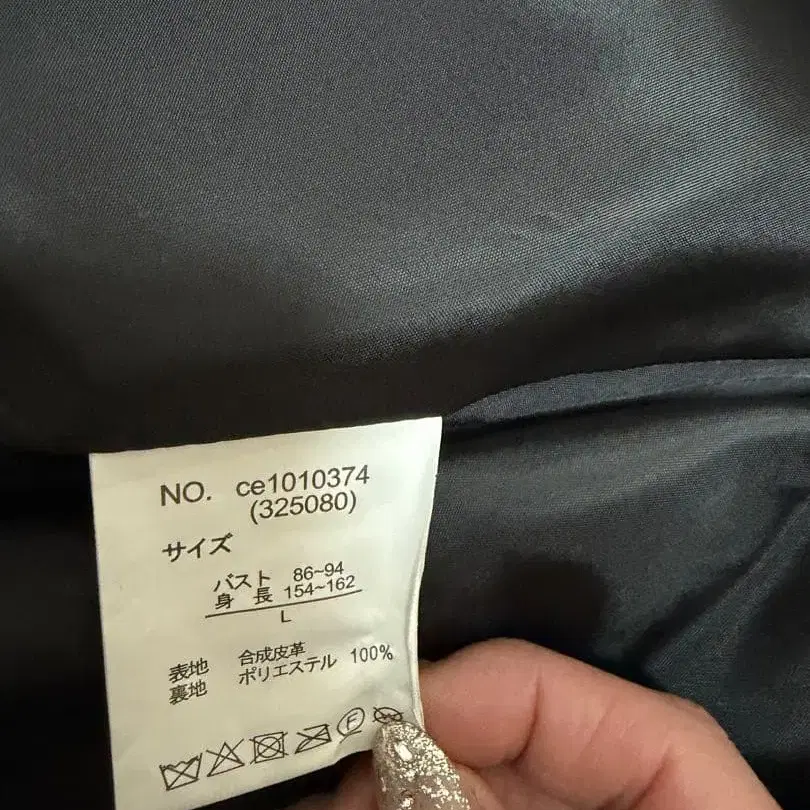 NO. ce1010374
(325080)
サイズ
バスト 86~94
身 長 154~162
L
表地 合成皮革
裏地 ポリエステル 100%
F